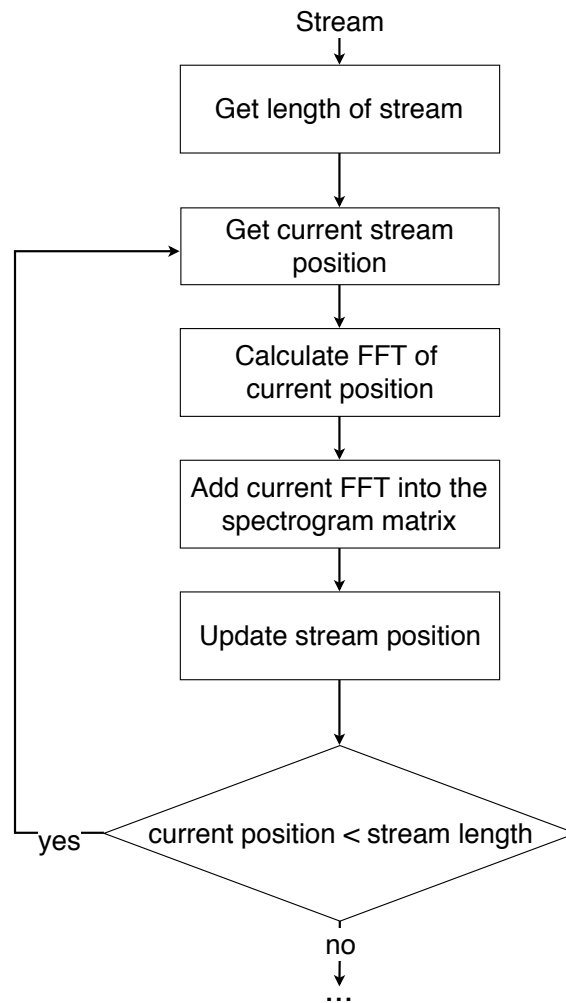 Stream
Get length of stream
Get current stream
position
Calculate FFT of
current position
Add current FFT into the
spectrogram matrix
Update stream position
current position < stream length
yes
no
...